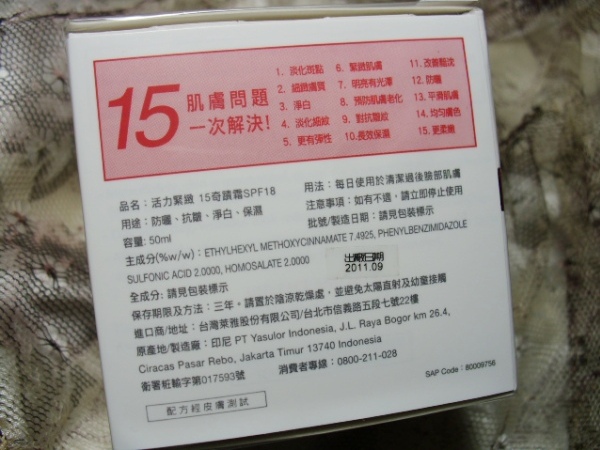 15 肌膚問題
一次解決!
1. 淡化斑點
2. 細緻膚質
3. 淨白
4. 淡化細紋
5. 更有彈性
6. 緊緻肌膚
7. 明亮有光澤
8. 預防肌膚老化
9. 對抗皺紋
10.長效保濕
11. 改善黯沈
12. 防曬
13. 平滑肌膚
14. 均勻膚色
15. 更柔嫩
品名：活力緊緻 15奇蹟霜SPF18
用途：防曬、抗皺、淨白、保濕
容量: 50ml
用法：每日使用於清潔過後臉部肌膚
注意事項：如有不適，請立即停止使用
批號/製造日期：請見包裝標示
主成分(%w/w)：ETHYLHEXYL METHOXYCINNAMATE 7.4925, PHENYLBENZIMIDAZOLE
SULFONIC ACID 2.0000, HOMOSALATE 2.0000
出廠日期
2011.09
全成分: 請見包裝標示
保存期限及方法：三年。請置於陰涼乾燥處，並避免太陽直射及幼童接觸
進口商/地址：台灣萊雅股份有限公司/台北市信義路五段七號22樓
原產地/製造廠：印尼 PT Yasulor Indonesia, J.L. Raya Bogor km 26.4,
Ciracas Pasar Rebo, Jakarta Timur 13740 Indonesia
衛署粧輸字第017593號
消費者專線：0800-211-028
SAP Code : 80009756
配方經皮膚測試